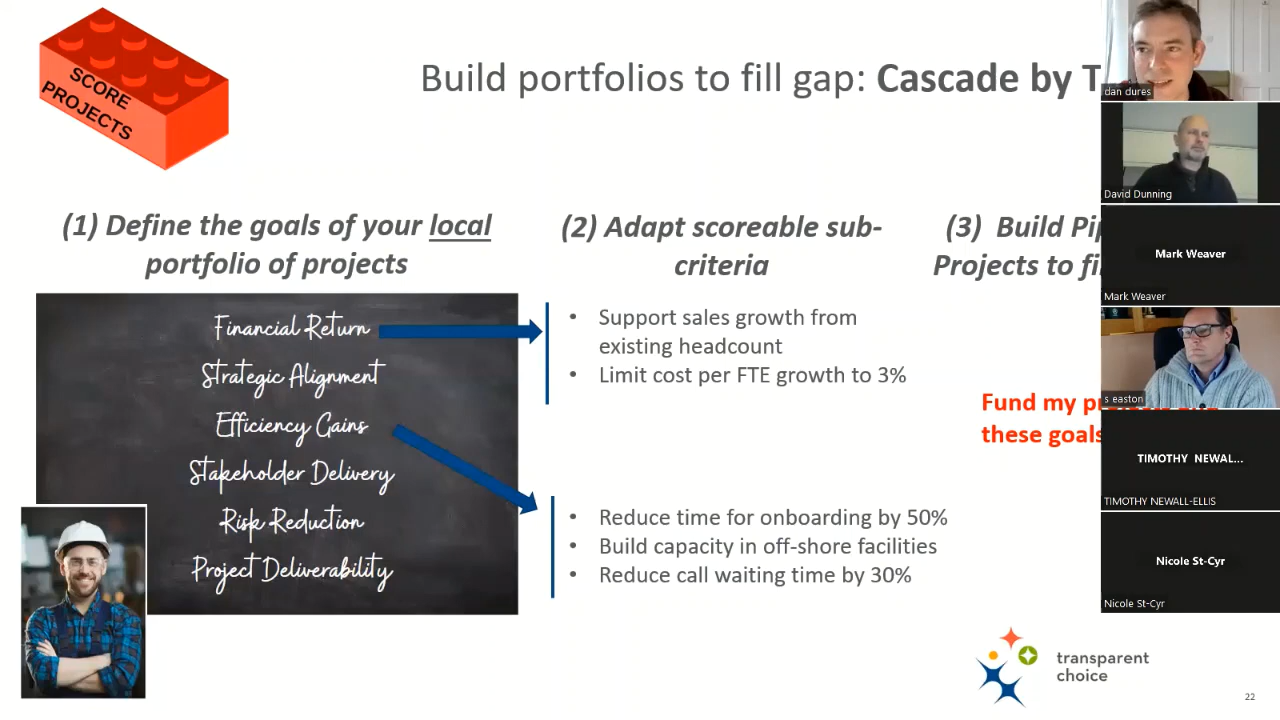 SCORE
PROJECTS
Build portfolios to fill gap: Cascade by T
(1) Define the goals of your local
portfolio of projects
(2) Adapt scoreable sub-
criteria
(3) Build Pi
Projects to fi
Financial Return
Strategic Alignment
Efficiency Gains
Stakeholder Delivery
Risk Reduction
Project Deliverability
• Support sales growth from
existing headcount
• Limit cost per FTE growth to 3%
• Reduce time for onboarding by 50%
• Build capacity in off-shore facilities
• Reduce call waiting time by 30%
Fund my
these goals
transparent
choice
22
dan dures
David Dunning
Mark Weaver
Mark Weaver
s easton
TIMOTHY NEWAL...
TIMOTHY NEWALL-ELLIS
Nicole St-Cyr
Nicole St-Cyr